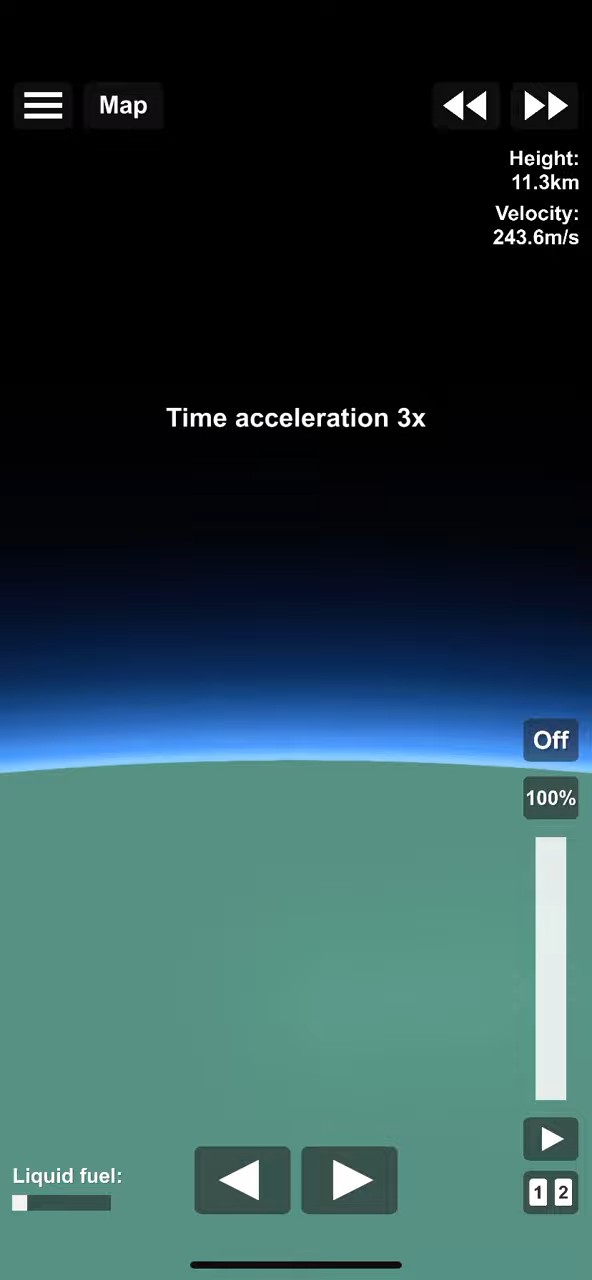 Map
Height:
11.3km
Velocity:
243.6m/s
Time acceleration 3x
Off
100%
Liquid fuel:
1 2